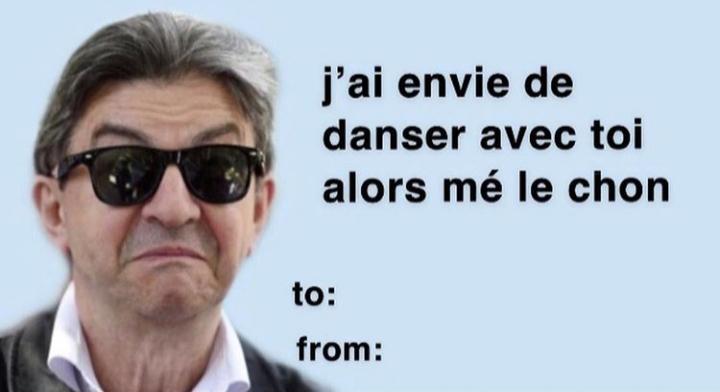 j'ai envie de
danser avec toi
alors mé le chon
to:
from: